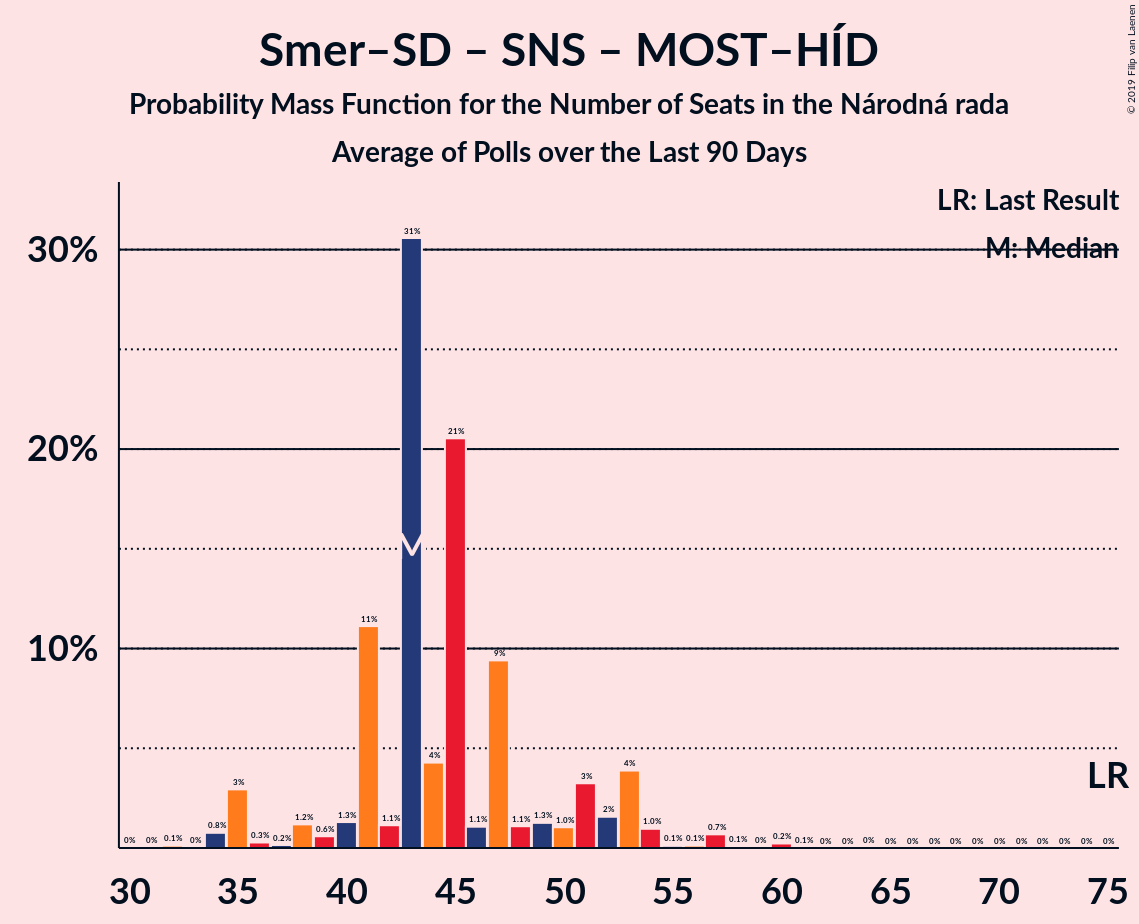 Smer–SD – SNS – MOST–HÍD
Probability Mass Function for the Number of Seats in the Národná rada
Average of Polls over the Last 90 Days
© 2019 Filip van Laenen
LR: Last Result
M: Median
30%
20%
10%
0% 0% 0.1% 0% 0.8% 3% 0.3% 0.2% 1.2% 0.6% 1.3% 11% 1.1% 31% 4% 21% 1.1% 9% 1.1% 1.3% 1.0% 3% 2% 4% 1.0% 0.1% 0.1% 0.7% 0.1% 0% 0.2% 0.1% 0% 0% 0% 0% 0% 0% 0% 0% 0% 0% 0% 0% 0% 0%
LR
30 35 40 45 50 55 60 65 70 75